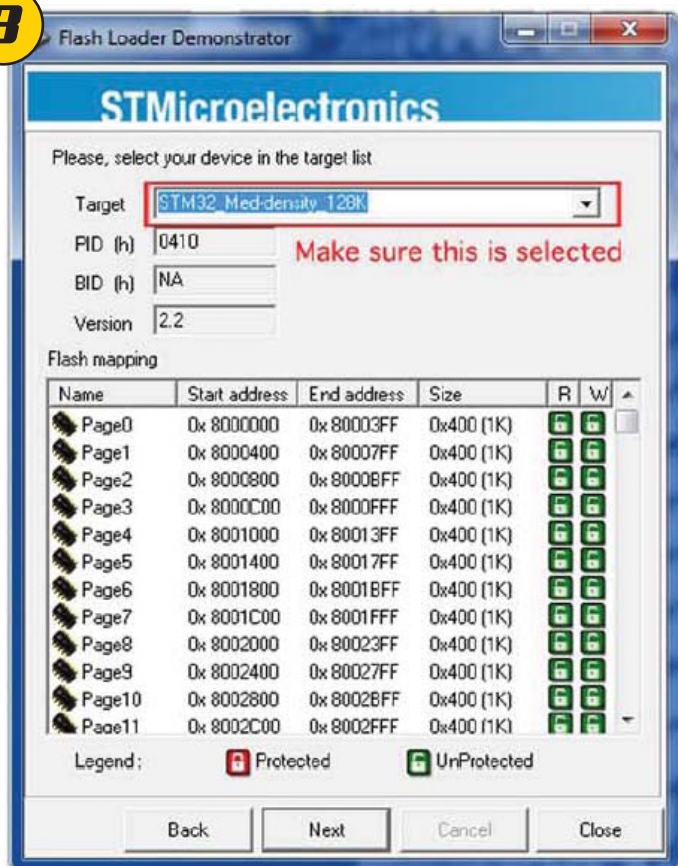 3
Flash Loader Demonstrator
STMicroelectronics
Please, select your device in the target list
Target STM32_Med-density_128K
PID (h) 0410
Make sure this is selected
BID (h) NA
Version 2.2
Flash mapping
Name Start address End address Size R W
Page0 0x 8000000 0x 80003FF 0x400 (1K)
Page1 0x 8000400 0x 80007FF 0x400 (1K)
Page2 0x 8000800 0x 8000BFF 0x400 (1K)
Page3 0x 8000C00 0x 8000FFF 0x400 (1K)
Page4 0x 8001000 0x 80013FF 0x400 (1K)
Page5 0x 8001400 0x 80017FF 0x400 (1K)
Page6 0x 8001800 0x 8001BFF 0x400 (1K)
Page7 0x 8001C00 0x 8001FFF 0x400 (1K)
Page8 0x 8002000 0x 80023FF 0x400 (1K)
Page9 0x 8002400 0x 80027FF 0x400 (1K)
Page10 0x 8002800 0x 8002BFF 0x400 (1K)
Page11 0x 8002C00 0x 8002FFF 0x400 (1K)
Legend: Protected UnProtected
Back Next Cancel Close